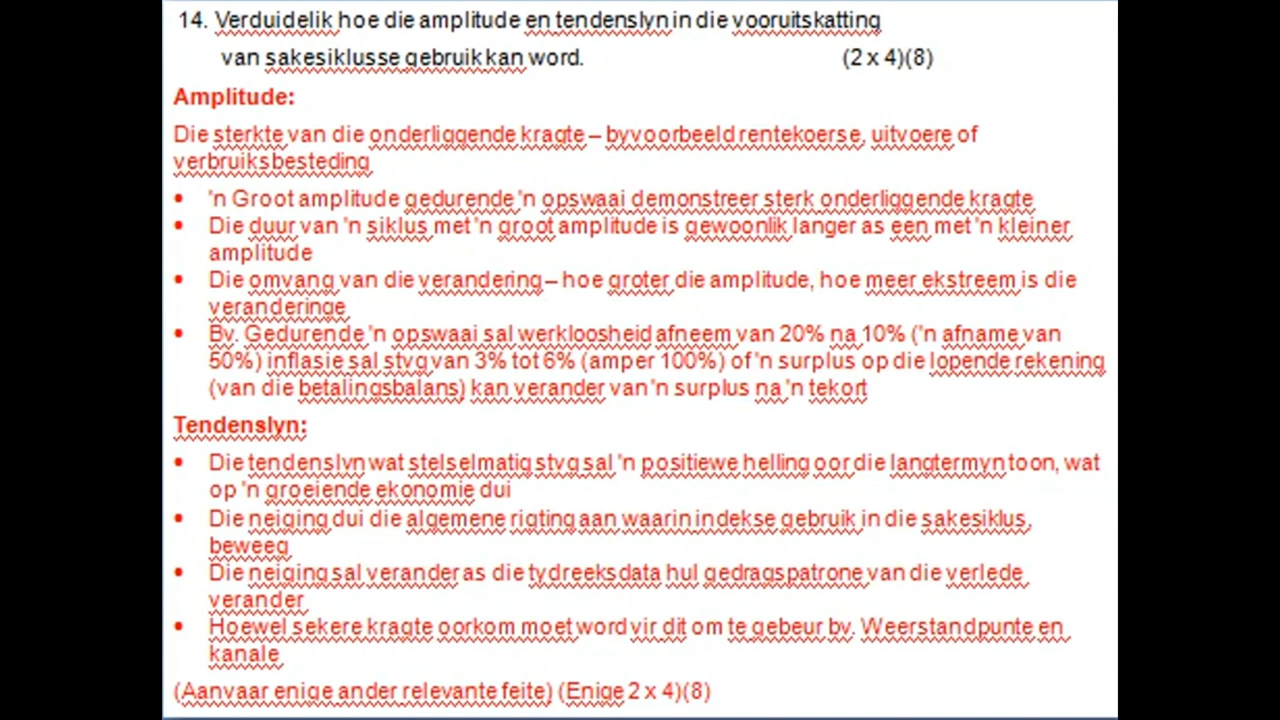 14. Verduidelik hoe die amplitude en tendenslyn in die vooruitskatting
van sakesiklusse gebruik kan word. (2 x 4)(8)
Amplitude:
Die sterkte van die onderliggende kragte – byvoorbeeld rentekoerse, uitvoere of
verbruiksbesteding
• 'n Groot amplitude gedurende 'n opswaai demonstreer sterk onderliggende kragte
• Die duur van 'n siklus met 'n groot amplitude is gewoonlik langer as een met 'n kleiner
amplitude
• Die omvang van die verandering – hoe groter die amplitude, hoe meer ekstreem is die
veranderinge
• Bv. Gedurende 'n opswaai sal werkloosheid afneem van 20% na 10% ('n afname van
50%) inflasie sal styg van 3% tot 6% (amper 100%) of 'n surplus op die lopende rekening
(van die betalingsbalans) kan verander van 'n surplus na 'n tekort
Tendenslyn:
• Die tendenslyn wat stelselmatig styg sal 'n positiewe helling oor die langtermyn toon, wat
op 'n groeiende ekonomie dui
• Die neiging dui die algemene rigting aan waarin indekse gebruik in die sakesiklus,
beweeg
• Die neiging sal verander as die tydreeksdata hul gedragspatrone van die verlede
verander
• Hoewel sekere kragte oorkom moet word vir dit om te gebeur bv. Weerstandpunte en
kanale
(Aanvaar enige ander relevante feite) (Enige 2 x 4)(8)